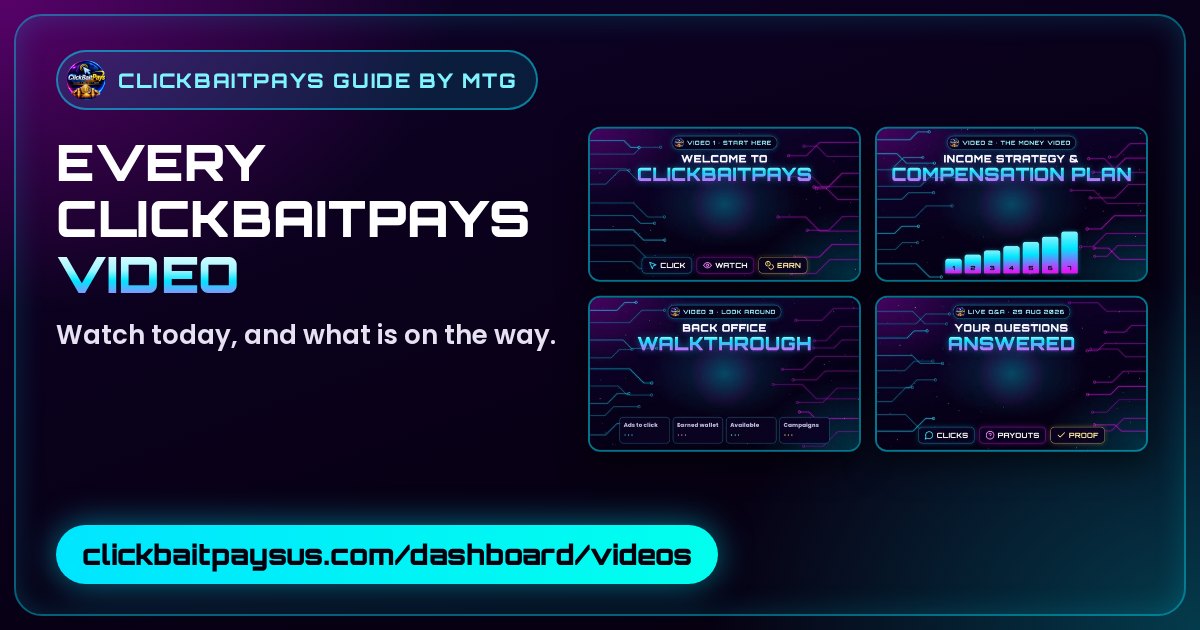 CLICKBAITPAYS GUIDE BY MTG
EVERY
CLICKBAITPAYS
VIDEO
Watch today, and what is on the way.
VIDEO 1 · START HERE
WELCOME TO
CLICKBAITPAYS
CLICK
WATCH
EARN
VIDEO 2 · THE MONEY VIDEO
INCOME STRATEGY &
COMPENSATION PLAN
1 2 3 4 5 6 7
VIDEO 3 · LOOK AROUND
BACK OFFICE
WALKTHROUGH
Ads to click
Earned wallet
Available
Campaigns
LIVE Q&A · 29 AUG 2026
YOUR QUESTIONS
ANSWERED
CLICKS
PAYOUTS
PROOF
clickbaitpaysus.com/dashboard/videos